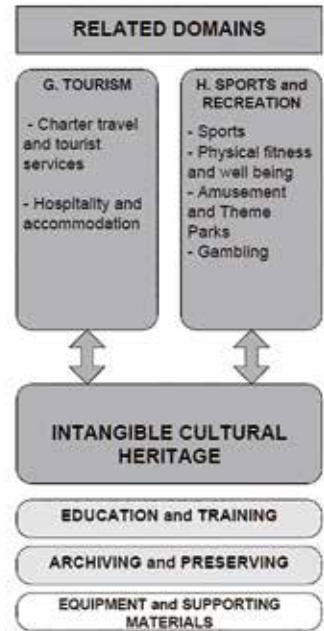 RELATED DOMAINS
G. TOURISM
- Charter travel
and tourist
services
- Hospitality and
accommodation
H. SPORTS and
RECREATION
- Sports
- Physical fitness
and well being
- Amusement
and Theme
Parks
- Gambling
INTANGIBLE CULTURAL
HERITAGE
EDUCATION and TRAINING
ARCHIVING and PRESERVING
EQUIPMENT and SUPPORTING
MATERIALS